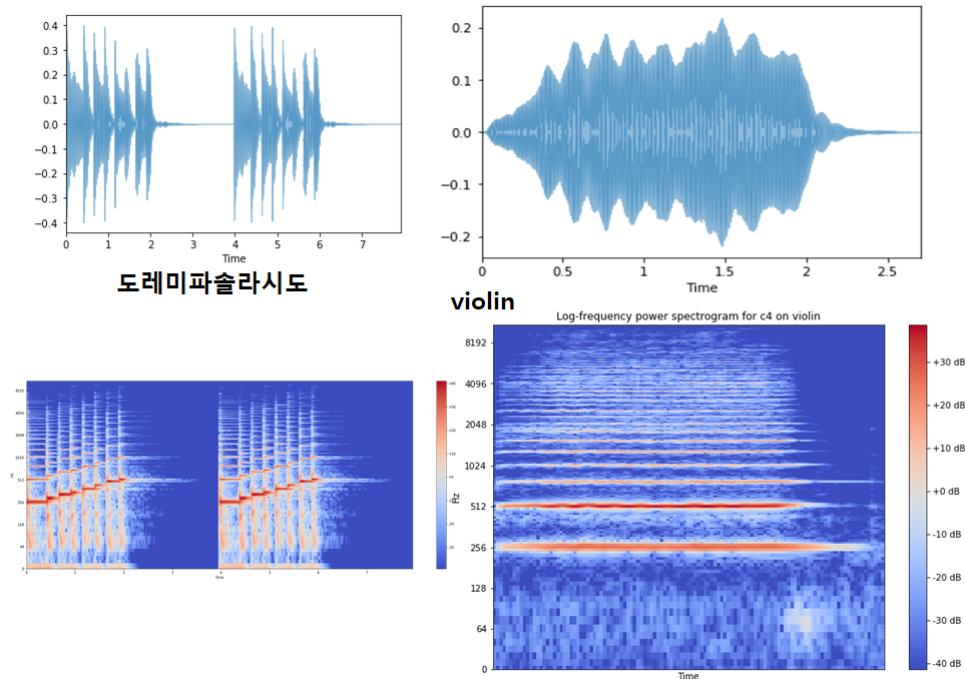 0.4
0.3
0.2
0.1
0.0
−0.1
−0.2
−0.3
−0.4
0 1 2 3 4 5 6 7
Time
도레미파솔라시도
0.2
0.1
0.0
−0.1
−0.2
0 0.5 1 1.5 2 2.5
Time
violin
Log-frequency power spectrogram for c4 on violin
8192
4096
2048
1024
512
256
128
64
0
Hz
Time
+30 dB
+20 dB
+10 dB
+0 dB
-10 dB
-20 dB
-30 dB
-40 dB